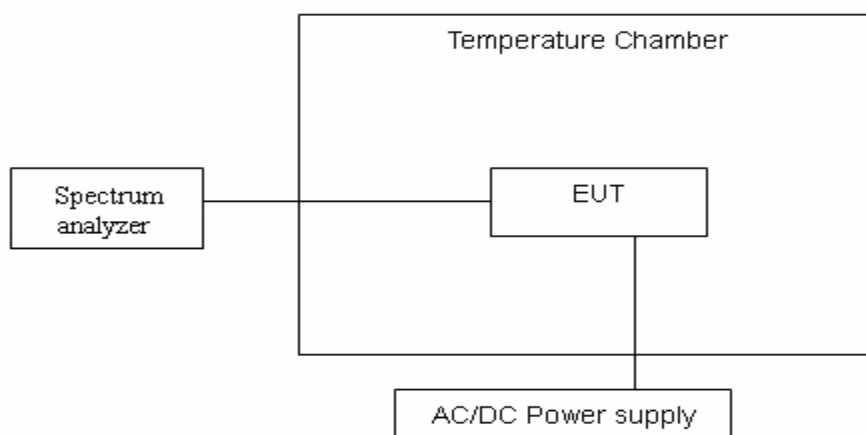 Temperature Chamber
Spectrum
analyzer
EUT
AC/DC Power supply